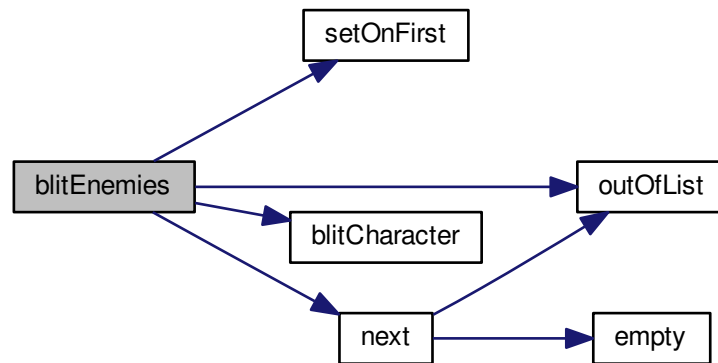 setOnFirst
blitEnemies
outOfList
blitCharacter
next
empty